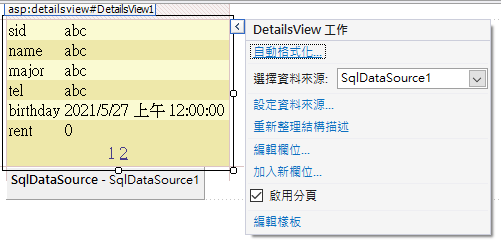 asp:detailsview#DetailsView1
sid abc
name abc
major abc
tel abc
birthday 2021/5/27 上午 12:00:00
rent 0
1 2
SqlDataSource - SqlDataSource1
DetailsView 工作
自動格式化...
選擇資料來源: SqlDataSource1
設定資料來源...
重新整理結構描述
編輯欄位...
加入新欄位...
啟用分頁
編輯樣板